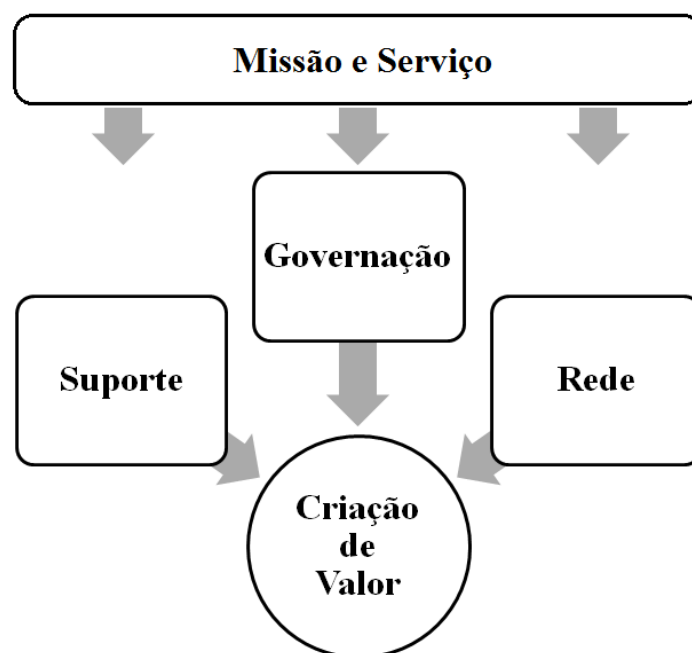 Missão e Serviço
Governação
Suporte
Rede
Criação
de
Valor